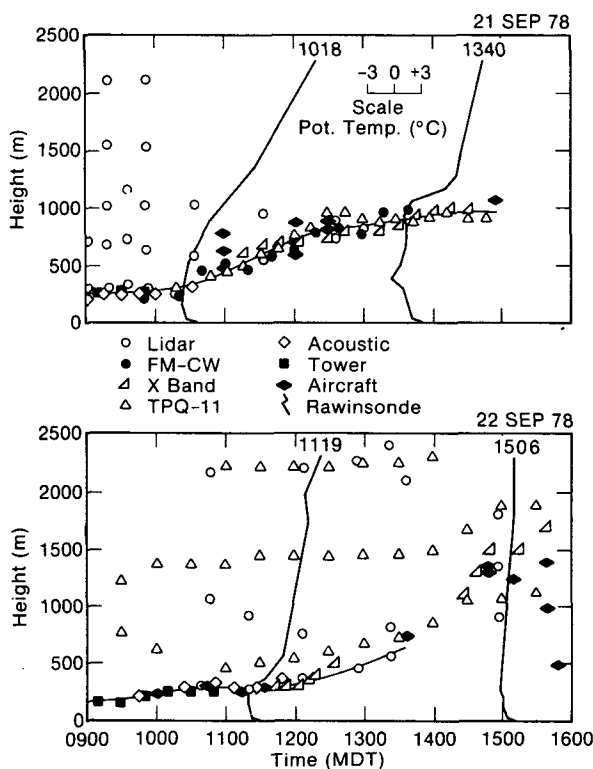 21 SEP 78
2500
2000
1500
1000
500
0
Height (m)
1018
1340
-3 0 +3
Scale
Pot. Temp. (°C)
Lidar
FM-CW
X Band
TPQ-11
Acoustic
Tower
Aircraft
Rawinsonde
22 SEP 78
2500
2000
1500
1000
500
0
Height (m)
1119
1506
0900 1000 1100 1200 1300 1400 1500 1600
Time (MDT)